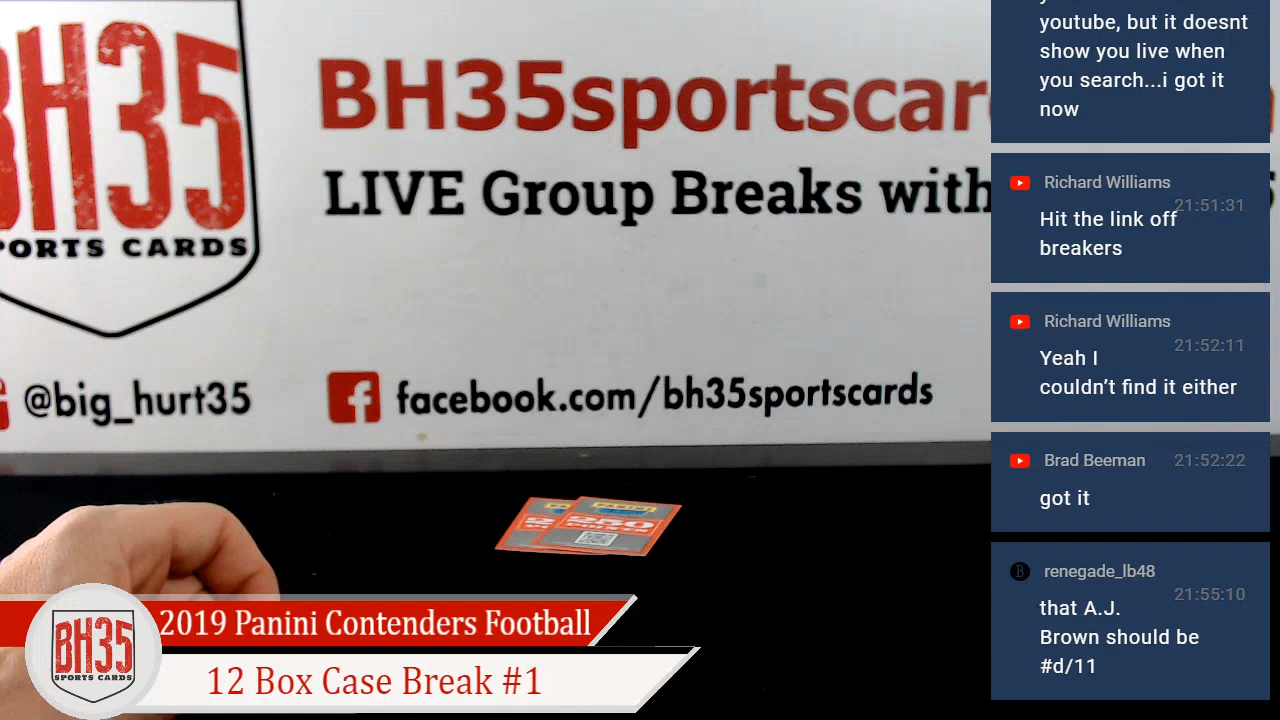 BH35
PORTS CARDS
BH35sportscar
LIVE Group Breaks with
@big_hurt35
facebook.com/bh35sportscards
PANINI
250
POINTS
youtube, but it doesnt
show you live when
you search...i got it
now
Richard Williams
21:51:31
Hit the link off
breakers
Richard Williams
21:52:11
Yeah I
couldn’t find it either
Brad Beeman 21:52:22
got it
renegade_lb48
21:55:10
that A.J.
Brown should be
#d/11
BH35
SPORTS CARDS
2019 Panini Contenders Football
12 Box Case Break #1